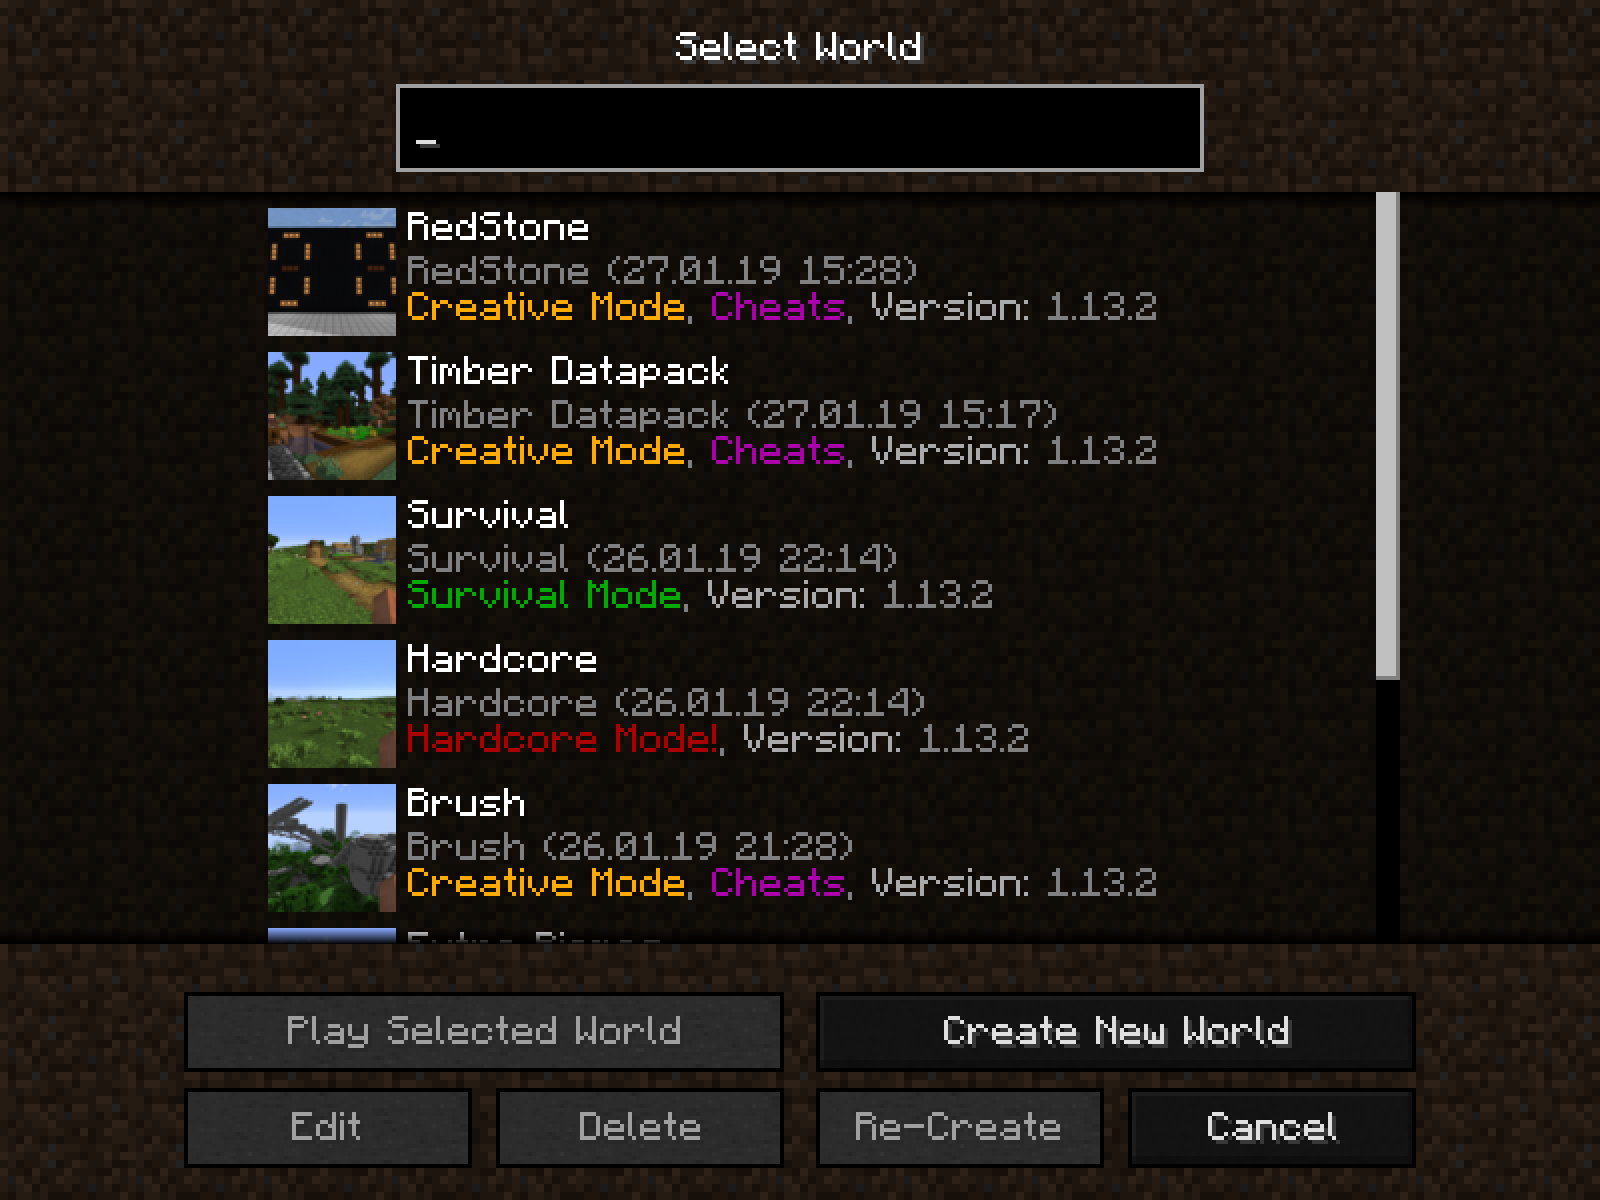 Select World
_
RedStone
RedStone (27.01.19 15:28)
Creative Mode, Cheats, Version: 1.13.2
Timber Datapack
Timber Datapack (27.01.19 15:17)
Creative Mode, Cheats, Version: 1.13.2
Survival
Survival (26.01.19 22:14)
Survival Mode, Version: 1.13.2
Hardcore
Hardcore (26.01.19 22:14)
Hardcore Mode!, Version: 1.13.2
Brush
Brush (26.01.19 21:28)
Creative Mode, Cheats, Version: 1.13.2
Play Selected World
Create New World
Edit
Delete
Re-Create
Cancel